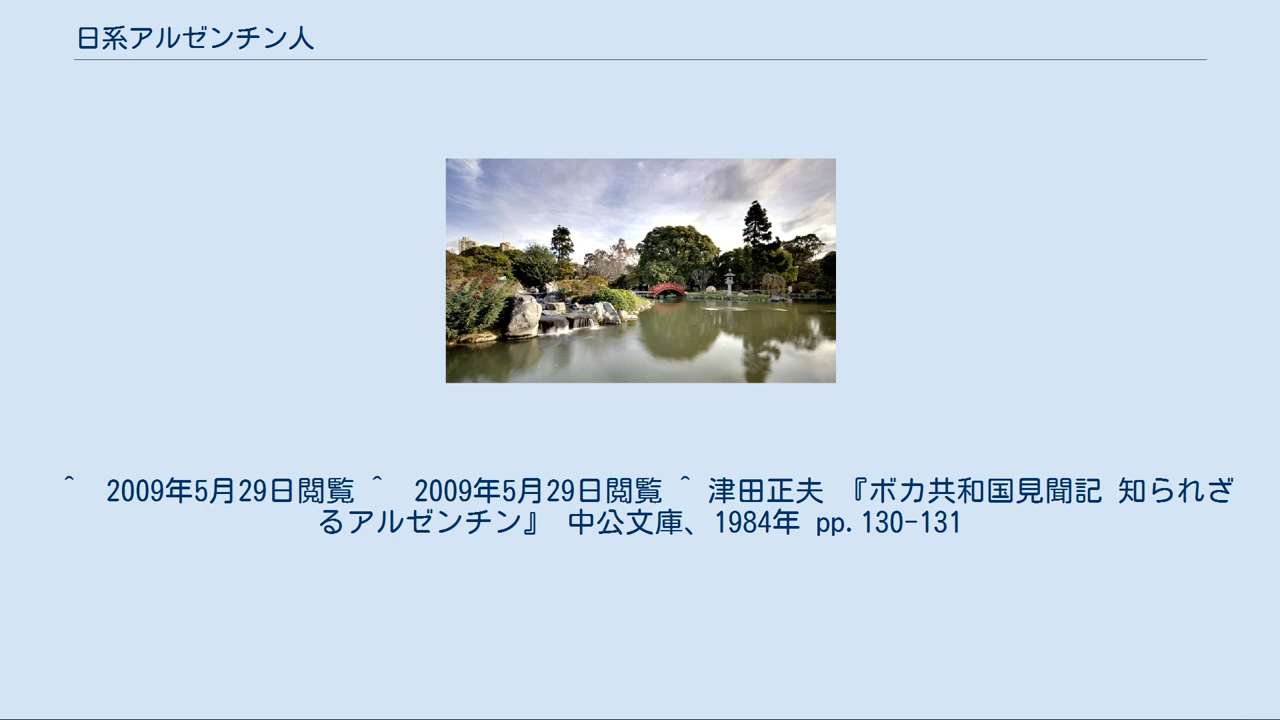 日系アルゼンチン人
^　2009年5月29日閲覧 ^　2009年5月29日閲覧 ^ 津田正夫 『ボカ共和国見聞記 知られざ
るアルゼンチン』 中公文庫、1984年 pp.130-131